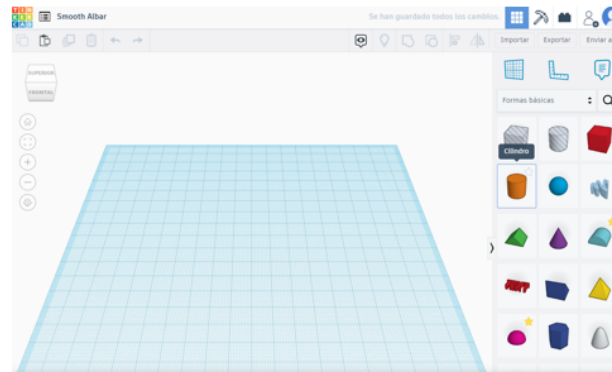 TIN
KER
CAD
Smooth Albar
Se han guardado todos los cambios.
Importar
Exportar
Enviar a
SUPERIOR
FRONTAL
Formas básicas
Cilindro
TEXT